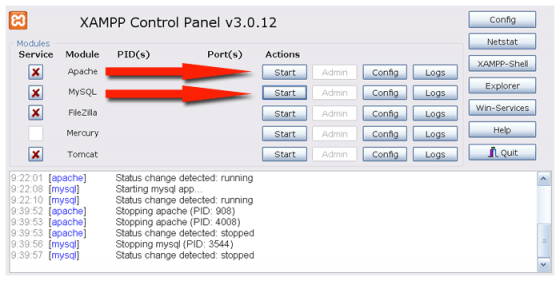 XAMPP Control Panel v3.0.12
Config
Netstat
XAMPP-Shell
Explorer
Win-Services
Help
Quit
Modules
Service Module PID(s) Port(s) Actions
Apache Start Admin Config Logs
MySQL Start Admin Config Logs
FileZilla Start Admin Config Logs
Mercury Start Admin Config Logs
Tomcat Start Admin Config Logs
9:22:01 [apache] Status change detected: running
9:22:08 [mysql] Starting mysql app...
9:22:10 [mysql] Status change detected: running
9:39:52 [apache] Stopping apache (PID: 908)
9:39:53 [apache] Stopping apache (PID: 4008)
9:39:53 [apache] Status change detected: stopped
9:39:56 [mysql] Stopping mysql (PID: 3544)
9:39:57 [mysql] Status change detected: stopped